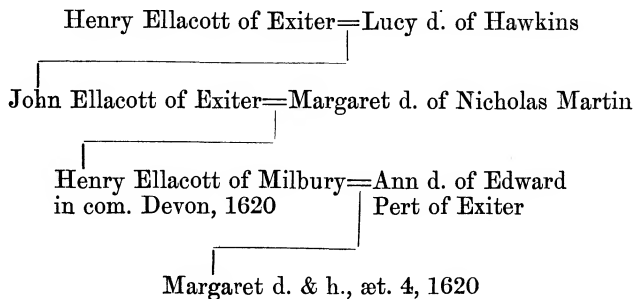 Henry Ellacott of Exiter=Lucy d. of Hawkins
John Ellacott of Exiter=Margaret d. of Nicholas Martin
Henry Ellacott of Milbury=Ann d. of Edward
in com. Devon, 1620 Pert of Exiter
Margaret d. & h., æt. 4, 1620